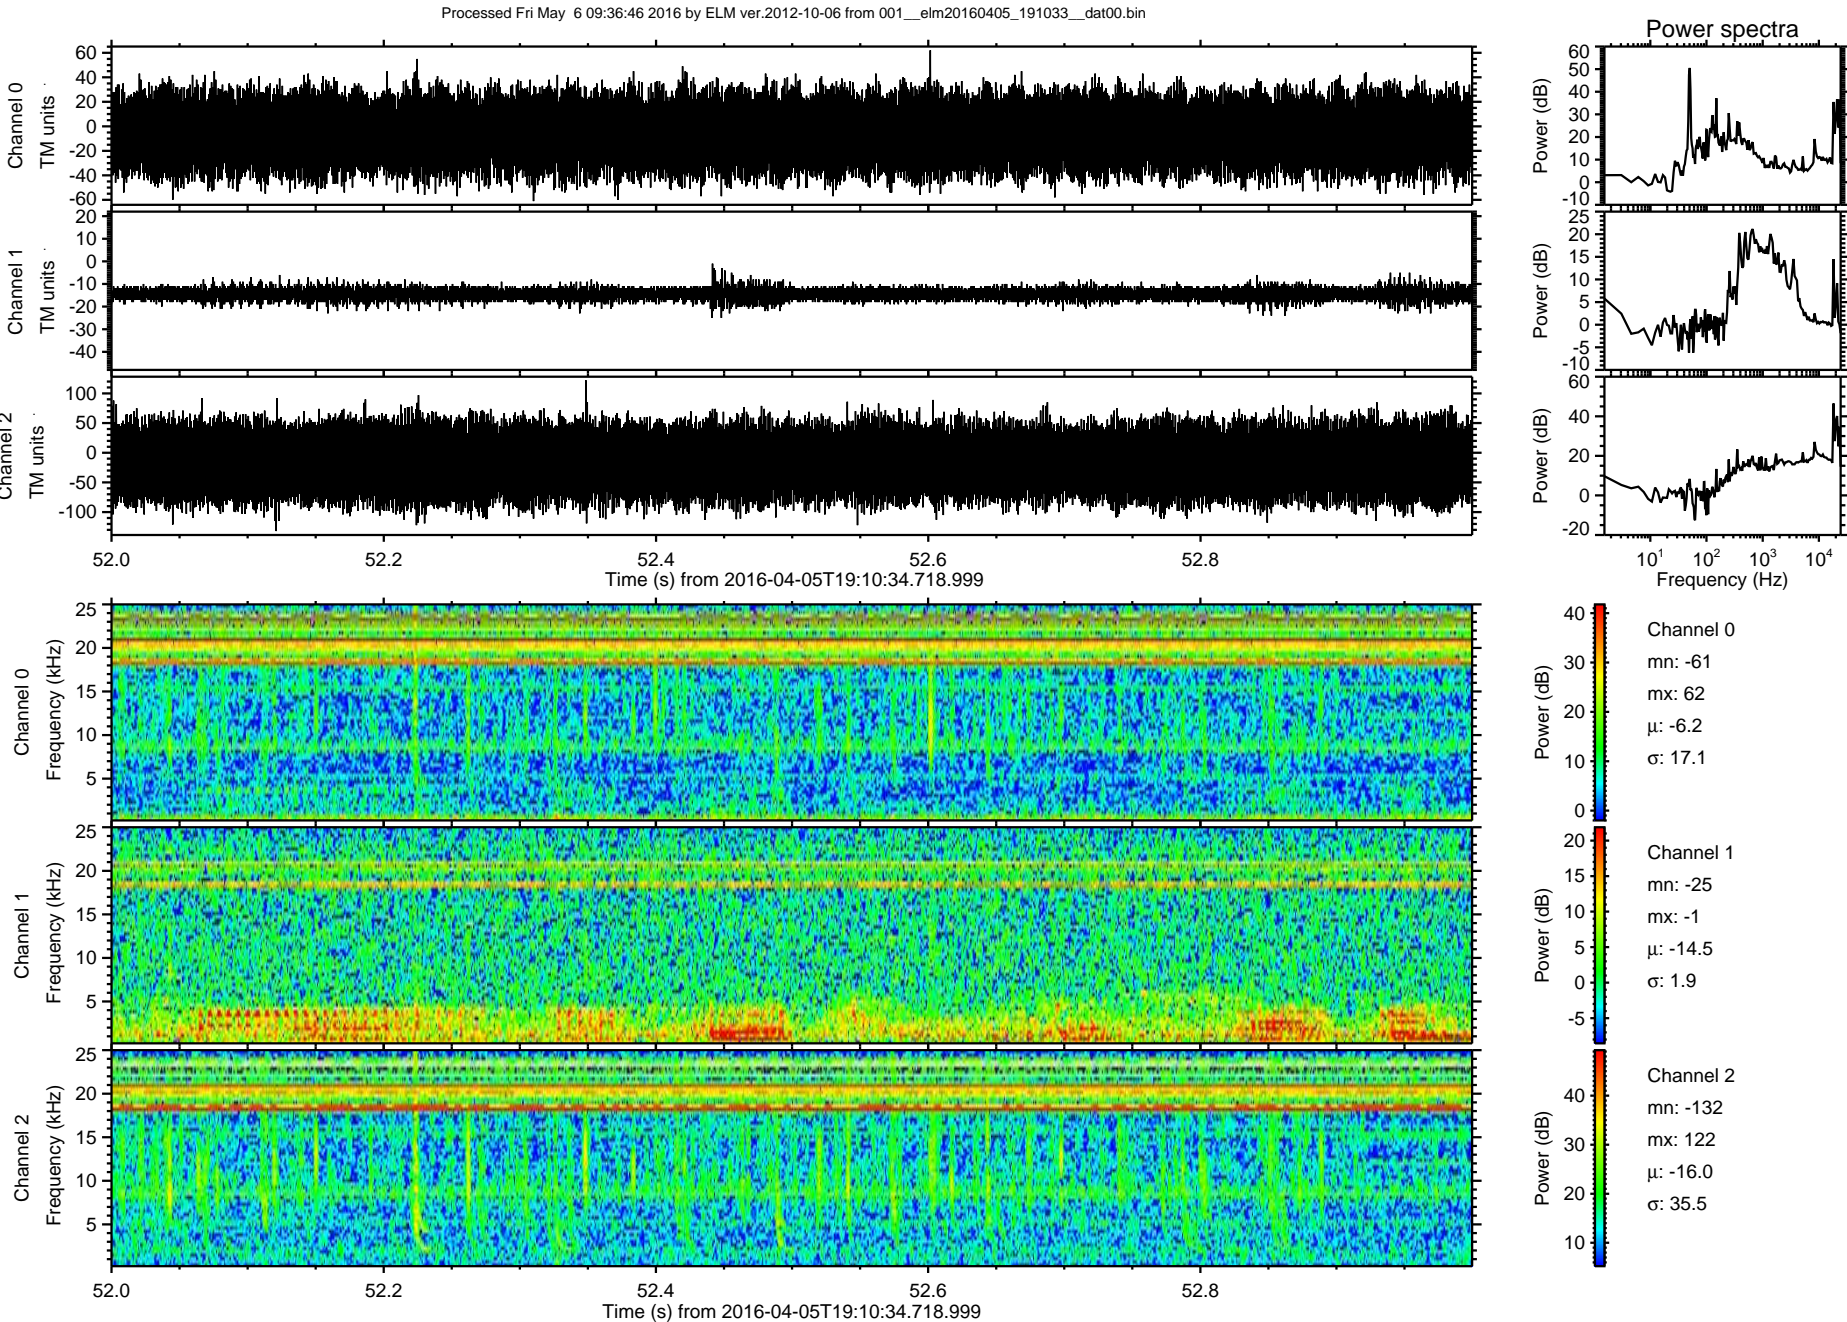 Processed Fri May  6 09:36:46 2016 by ELM ver.2012-10-06 from 001__elm20160405_191033__dat00.bin
Power spectra
Channel 0
TM units
60
40
20
0
-20
-40
-60
Power (dB)
60
50
40
30
20
10
0
-10
Channel 1
TM units
20
10
0
-10
-20
-30
-40
Power (dB)
25
20
15
10
5
0
-5
-10
Channel 2
TM units
100
50
0
-50
-100
Power (dB)
60
40
20
0
-20
52.0 52.2 52.4 52.6 52.8
Time (s) from 2016-04-05T19:10:34.718.999
10^1 10^2 10^3 10^4
Frequency (Hz)
Channel 0
Frequency (kHz)
25
20
15
10
5
Power (dB)
40
30
20
10
0
Channel 0
mn: -61
mx: 62
µ: -6.2
σ: 17.1
Channel 1
Frequency (kHz)
25
20
15
10
5
Power (dB)
20
15
10
5
0
-5
Channel 1
mn: -25
mx: -1
µ: -14.5
σ: 1.9
Channel 2
Frequency (kHz)
25
20
15
10
5
Power (dB)
40
30
20
10
Channel 2
mn: -132
mx: 122
µ: -16.0
σ: 35.5
52.0 52.2 52.4 52.6 52.8
Time (s) from 2016-04-05T19:10:34.718.999